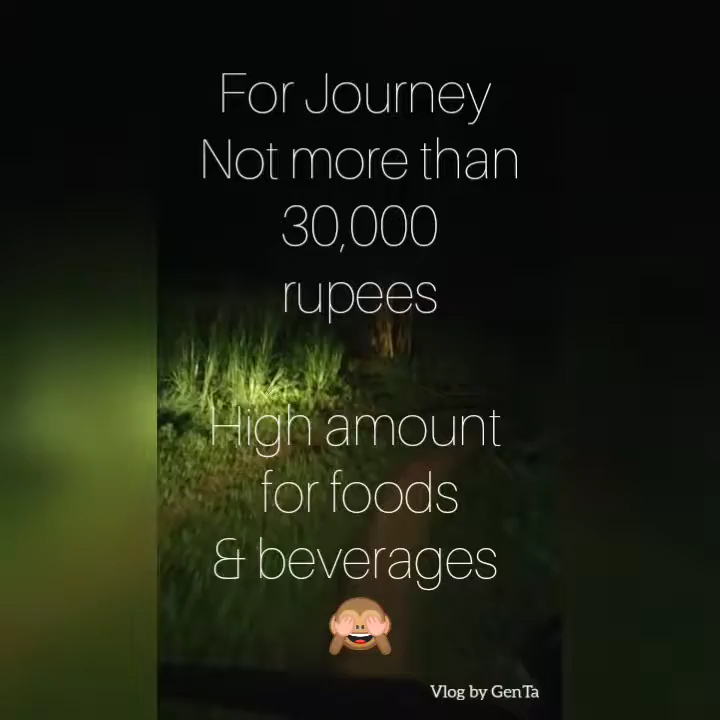 For Journey
Not more than
30,000
rupees
High amount
for foods
& beverages
🙈
Vlog by GenTa